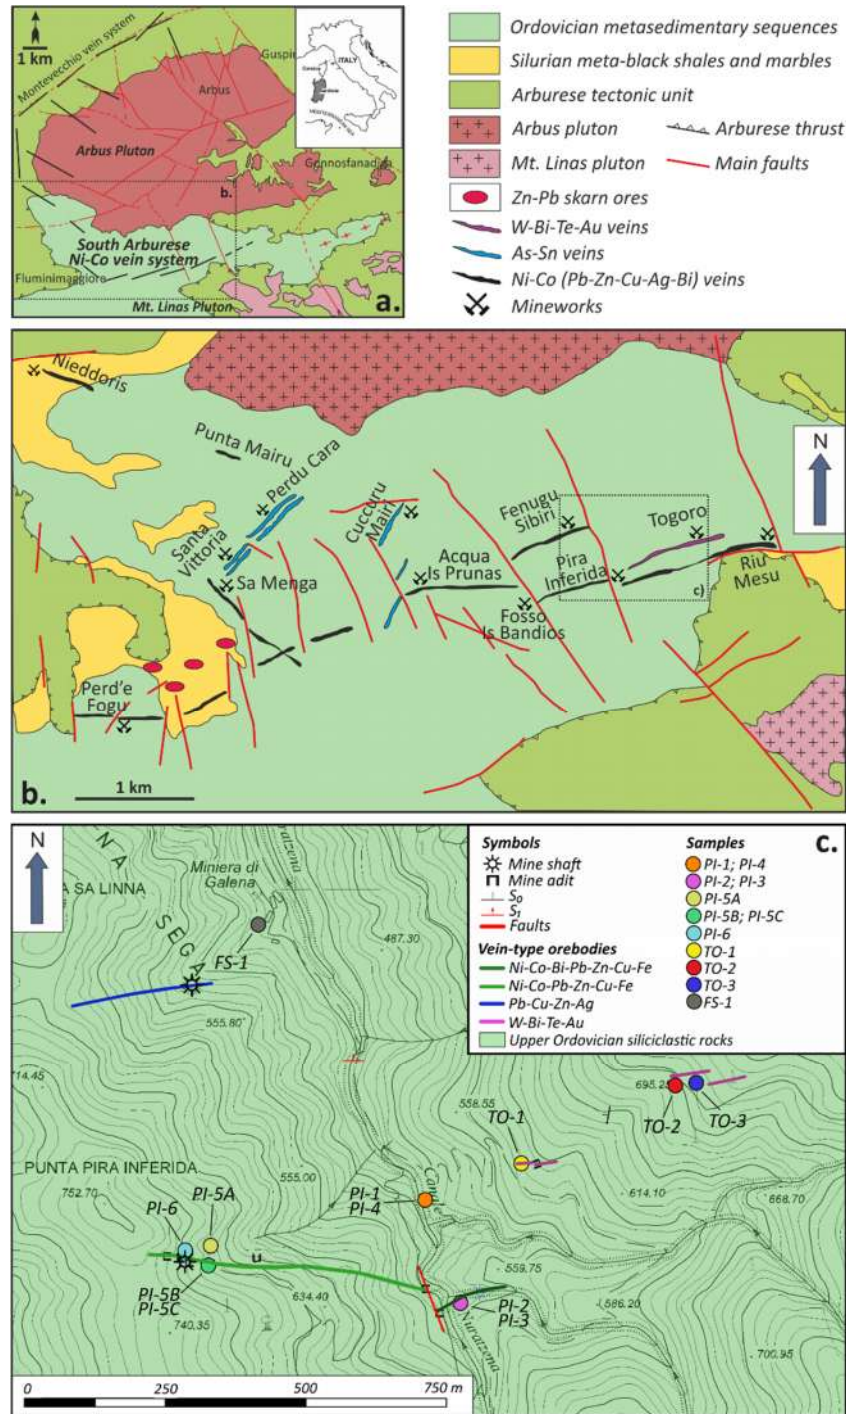 1 km
Montevecchio vein system
Guspini
Arbus
Arbus Pluton
Gonnosfanadiga
b.
South Arburese
Ni-Co vein system
Fluminimaggiore
Mt. Linas Pluton
a.
ITALY
Ordovician metasedimentary sequences
Silurian meta-black shales and marbles
Arburese tectonic unit
Arbus pluton
Arburese thrust
Mt. Linas pluton
Main faults
Zn-Pb skarn ores
W-Bi-Te-Au veins
As-Sn veins
Ni-Co (Pb-Zn-Cu-Ag-Bi) veins
Mineworks
Nieddoris
Punta Mairu
Perdu Cara
Santa
Vittoria
Sa Menga
Cuccuru
Mairi
Acqua
Is Prunas
Fenugu
Sibiri
Pira
Inferida
Togoro
Riu
Mesu
Fosso
Is Bandios
Perd'e
Fogu
N
c)
b.
1 km
N
NA
A SA LINNA
SEGA
Miniera di
Galena
FS-1
Nuraızena
487.30
555.80
714.45
PUNTA PIRA INFERIDA
752.70
555.00
558.55
695.25
614.10
668.70
559.75
586.20
634.40
740.35
700.95
Nuraızena
TO-1
TO-2
TO-3
PI-1
PI-4
PI-6
PI-5A
PI-5B
PI-5C
PI-2
PI-3
c.
Symbols
Mine shaft
Mine adit
S₀
S₁
Faults
Vein-type orebodies
Ni-Co-Bi-Pb-Zn-Cu-Fe
Ni-Co-Pb-Zn-Cu-Fe
Pb-Cu-Zn-Ag
W-Bi-Te-Au
Upper Ordovician siliciclastic rocks
Samples
PI-1; PI-4
PI-2; PI-3
PI-5A
PI-5B; PI-5C
PI-6
TO-1
TO-2
TO-3
FS-1
0 250 500 750 m